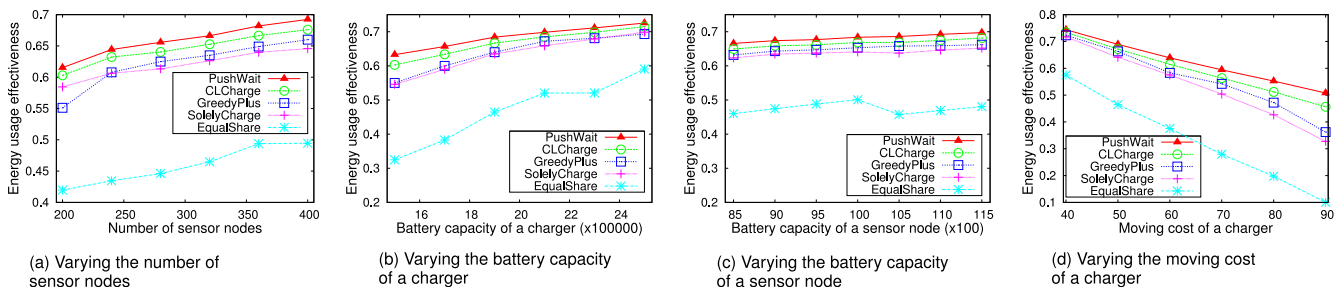 Energy usage effectiveness
0.7
0.65
0.6
0.55
0.5
0.45
0.4
PushWait
CLCharge
GreedyPlus
SolelyCharge
EqualShare
200
250
300
350
400
Number of sensor nodes
(a) Varying the number of
sensor nodes
Energy usage effectiveness
0.7
0.6
0.5
0.4
0.3
0.2
PushWait
CLCharge
GreedyPlus
SolelyCharge
EqualShare
16
18
20
22
24
Battery capacity of a charger (x100000)
(b) Varying the battery capacity
of a charger
Energy usage effectiveness
0.7
0.6
0.5
0.4
0.3
0.2
PushWait
CLCharge
GreedyPlus
SolelyCharge
EqualShare
85
90
95
100
105
110
115
Battery capacity of a sensor node (x100)
(c) Varying the battery capacity
of a sensor node
Energy usage effectiveness
0.8
0.7
0.6
0.5
0.4
0.3
0.2
0.1
PushWait
CLCharge
GreedyPlus
SolelyCharge
EqualShare
40
50
60
70
80
90
Moving cost of a charger
(d) Varying the moving cost
of a charger